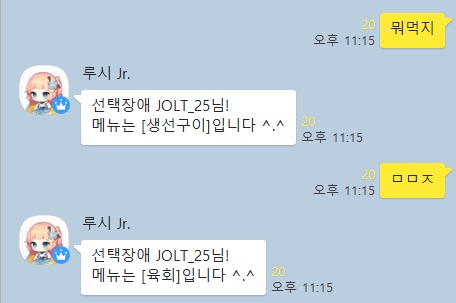 뭐먹지
20
오후 11:15
루시 Jr.
선택장애 JOLT_25님!
메뉴는 [생선구이]입니다 ^.^
20
오후 11:15
ㅁㅁㅈ
20
오후 11:15
루시 Jr.
선택장애 JOLT_25님!
메뉴는 [육회]입니다 ^.^
20
오후 11:15